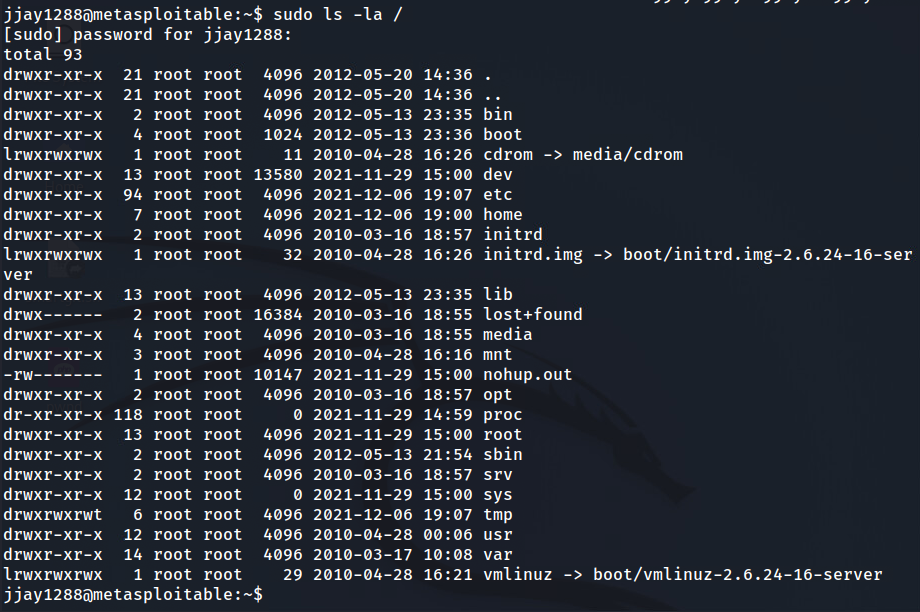 jjay1288@metasploitable:~$ sudo ls -la /
[sudo] password for jjay1288:
total 93
drwxr-xr-x  21 root root  4096 2012-05-20 14:36 .
drwxr-xr-x  21 root root  4096 2012-05-20 14:36 ..
drwxr-xr-x   2 root root  4096 2012-05-13 23:35 bin
drwxr-xr-x   4 root root  1024 2012-05-13 23:36 boot
lrwxrwxrwx   1 root root    11 2010-04-28 16:26 cdrom -> media/cdrom
drwxr-xr-x  13 root root 13580 2021-11-29 15:00 dev
drwxr-xr-x  94 root root  4096 2021-12-06 19:07 etc
drwxr-xr-x   7 root root  4096 2021-12-06 19:00 home
drwxr-xr-x   2 root root  4096 2010-03-16 18:57 initrd
lrwxrwxrwx   1 root root    32 2010-04-28 16:26 initrd.img -> boot/initrd.img-2.6.24-16-ser
ver
drwxr-xr-x  13 root root  4096 2012-05-13 23:35 lib
drwx------   2 root root 16384 2010-03-16 18:55 lost+found
drwxr-xr-x   4 root root  4096 2010-03-16 18:55 media
drwxr-xr-x   3 root root  4096 2010-04-28 16:16 mnt
-rw-------   1 root root 10147 2021-11-29 15:00 nohup.out
drwxr-xr-x   2 root root  4096 2010-03-16 18:57 opt
dr-xr-xr-x 118 root root     0 2021-11-29 14:59 proc
drwxr-xr-x  13 root root  4096 2021-11-29 15:00 root
drwxr-xr-x   2 root root  4096 2012-05-13 21:54 sbin
drwxr-xr-x   2 root root  4096 2010-03-16 18:57 srv
drwxr-xr-x  12 root root     0 2021-11-29 15:00 sys
drwxrwxrwt   6 root root  4096 2021-12-06 19:07 tmp
drwxr-xr-x  12 root root  4096 2010-04-28 00:06 usr
drwxr-xr-x  14 root root  4096 2010-03-17 10:08 var
lrwxrwxrwx   1 root root    29 2010-04-28 16:21 vmlinuz -> boot/vmlinuz-2.6.24-16-server
jjay1288@metasploitable:~$